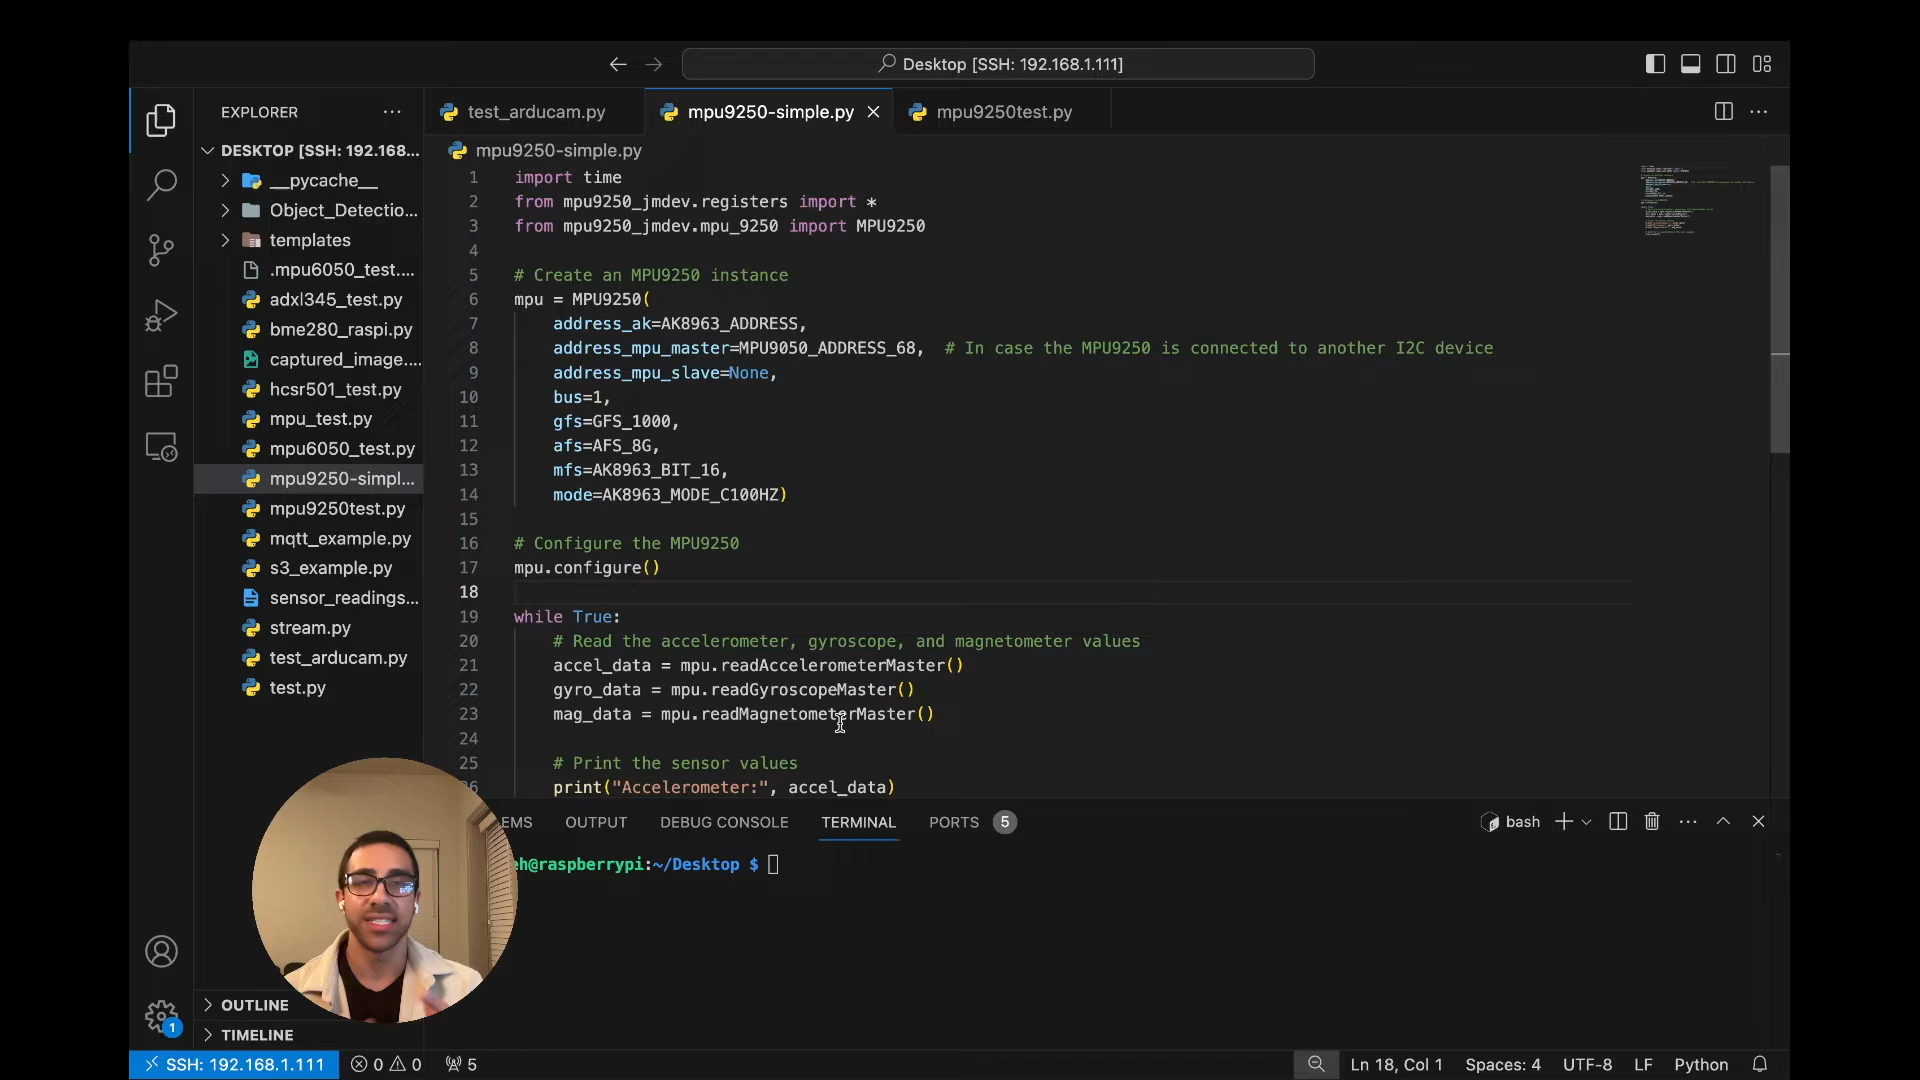 Desktop [SSH: 192.168.1.111]
EXPLORER
test_arducam.py
mpu9250-simple.py
mpu9250test.py
DESKTOP [SSH: 192.168...
__pycache__
Object_Detectio...
templates
.mpu6050_test....
adxl345_test.py
bme280_raspi.py
captured_image....
hcsr501_test.py
mpu_test.py
mpu6050_test.py
mpu9250-simpl...
mpu9250test.py
mqtt_example.py
s3_example.py
sensor_readings...
stream.py
test_arducam.py
test.py
OUTLINE
TIMELINE
mpu9250-simple.py
1 import time
2 from mpu9250_jmdev.registers import *
3 from mpu9250_jmdev.mpu_9250 import MPU9250
4
5 # Create an MPU9250 instance
6 mpu = MPU9250(
7 address_ak=AK8963_ADDRESS,
8 address_mpu_master=MPU9050_ADDRESS_68, # In case the MPU9250 is connected to another I2C device
9 address_mpu_slave=None,
10 bus=1,
11 gfs=GFS_1000,
12 afs=AFS_8G,
13 mfs=AK8963_BIT_16,
14 mode=AK8963_MODE_C100HZ)
15
16 # Configure the MPU9250
17 mpu.configure()
18
19 while True:
20 # Read the accelerometer, gyroscope, and magnetometer values
21 accel_data = mpu.readAccelerometerMaster()
22 gyro_data = mpu.readGyroscopeMaster()
23 mag_data = mpu.readMagnetometerMaster()
24
25 # Print the sensor values
26 print("Accelerometer:", accel_data)
EMS OUTPUT DEBUG CONSOLE TERMINAL PORTS 5
bash
eh@raspberrypi:~/Desktop $
1
SSH: 192.168.1.111 0 0 5
Ln 18, Col 1 Spaces: 4 UTF-8 LF Python